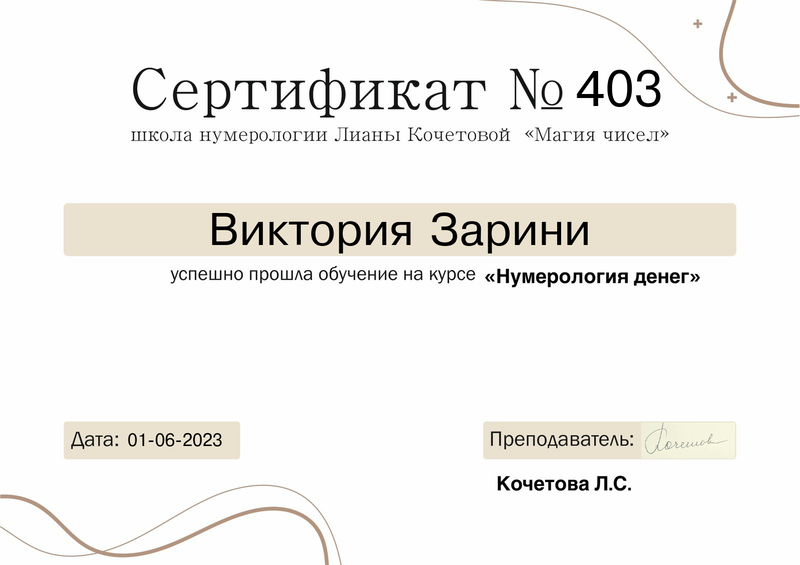 Сертификат № 403
школа нумерологии Лианы Кочетовой «Магия чисел»
Виктория Зарини
успешно прошла обучение на курсе «Нумерология денег»
Дата: 01-06-2023
Преподаватель:
Кочетова Л.С.